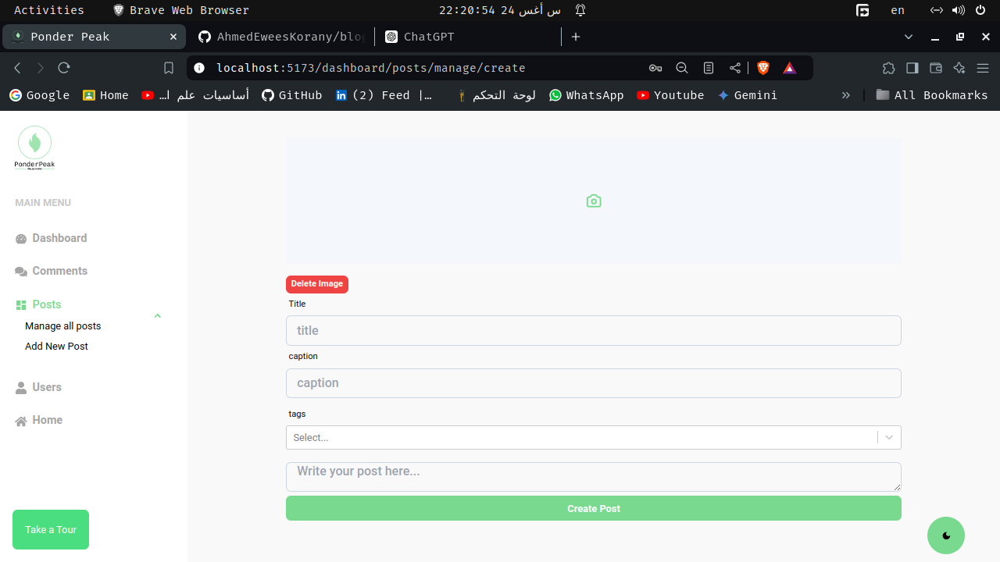 Activities
Brave Web Browser
22:20:54 24 س أغس
en
Ponder Peak
AhmedEweesKorany/blog
ChatGPT
localhost:5173/dashboard/posts/manage/create
Google
Home
أساسيات علم ا...
GitHub
(2) Feed |...
لوحة التحكم
WhatsApp
Youtube
Gemini
All Bookmarks
PonderPeak
MAIN MENU
Dashboard
Comments
Posts
Manage all posts
Add New Post
Users
Home
Take a Tour
Delete Image
Title
title
caption
caption
tags
Select...
Write your post here...
Create Post